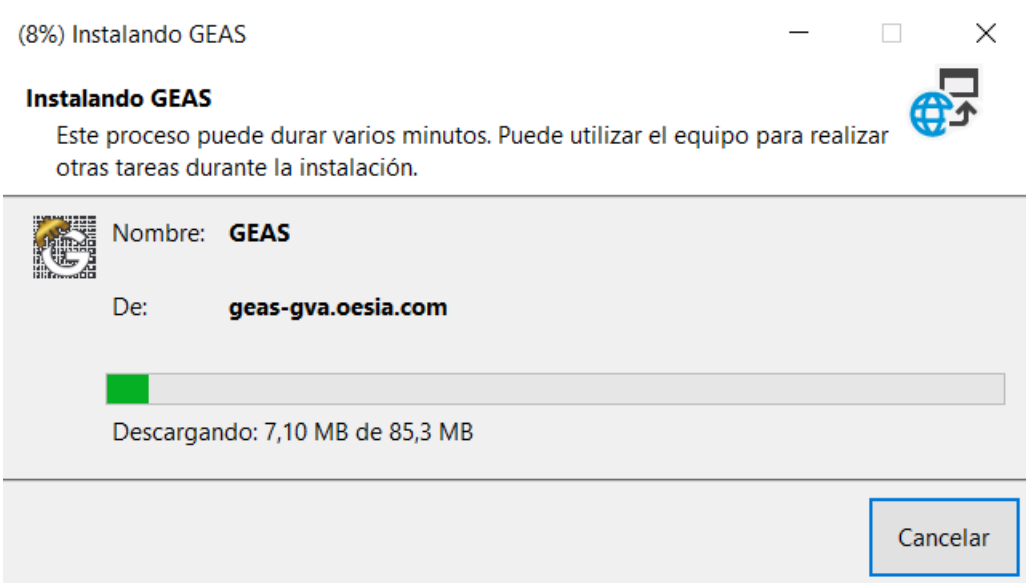 (8%) Instalando GEAS
Instalando GEAS
Este proceso puede durar varios minutos. Puede utilizar el equipo para realizar
otras tareas durante la instalación.
Nombre: GEAS
De: geas-gva.oesia.com
Descargando: 7,10 MB de 85,3 MB
Cancelar